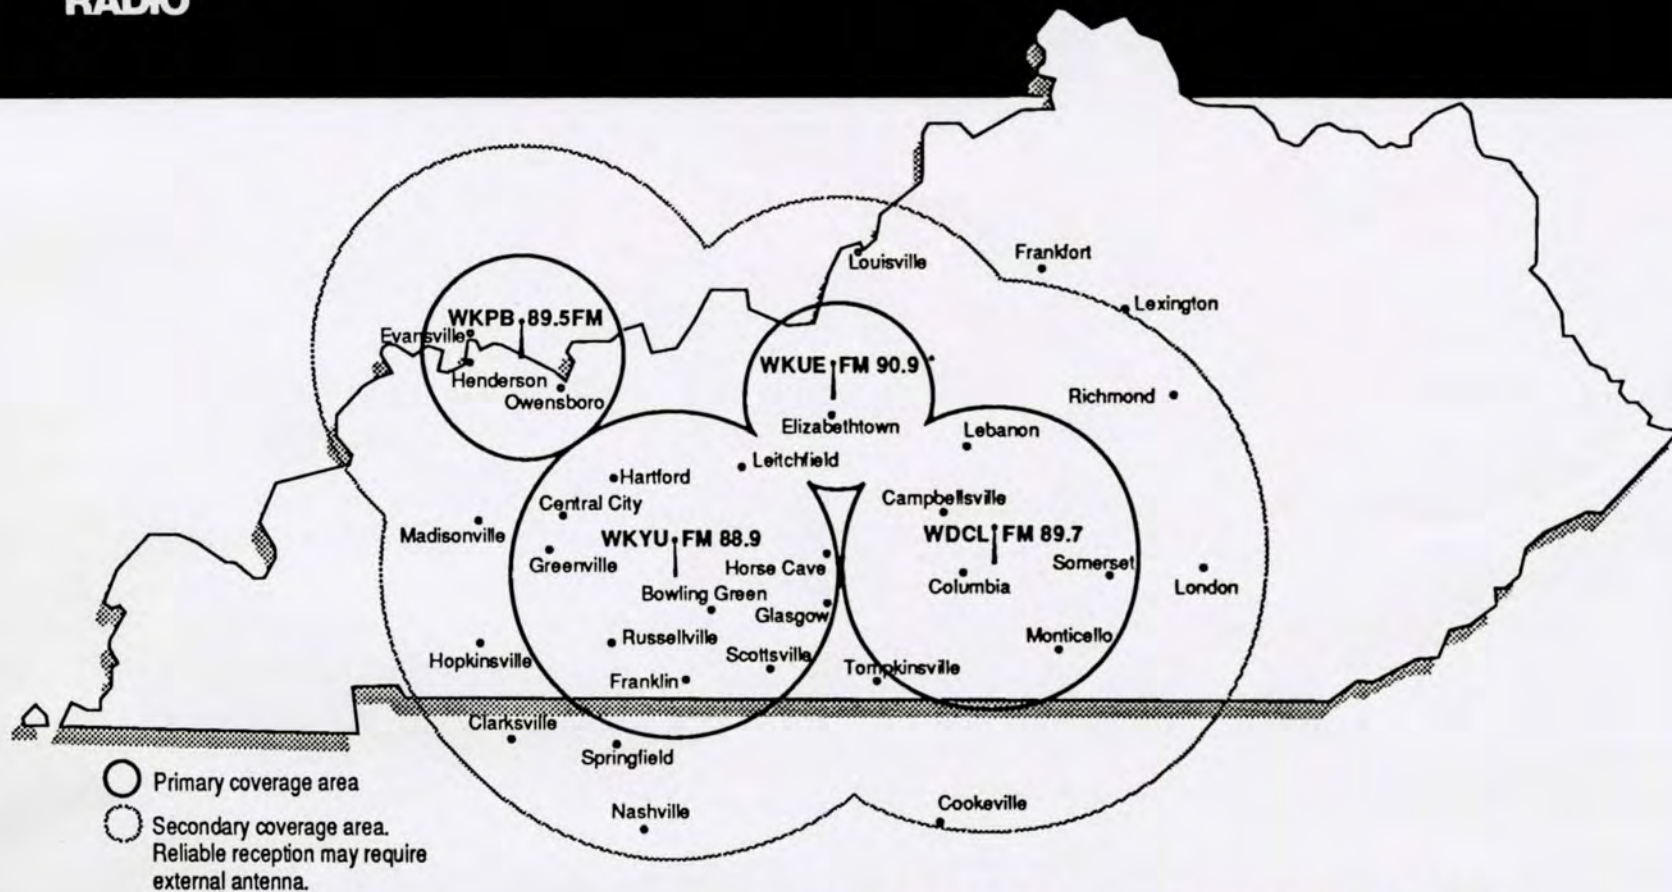 RADIO
Louisville
Frankfort
Lexington
WKPB 89.5FM
Evansville
Henderson
Owensboro
WKUE FM 90.9
Elizabethtown
Richmond
Lebanon
Leitchfield
Hartford
Central City
Campbellsville
Madisonville
WKYU FM 88.9
WDCL FM 89.7
Greenville
Horse Cave
Somerset
Columbia
London
Bowling Green
Glasgow
Russellville
Monticello
Hopkinsville
Scottsville
Tompkinsville
Franklin
Clarksville
Springfield
Primary coverage area
Nashville
Cookeville
Secondary coverage area.
Reliable reception may require
external antenna.